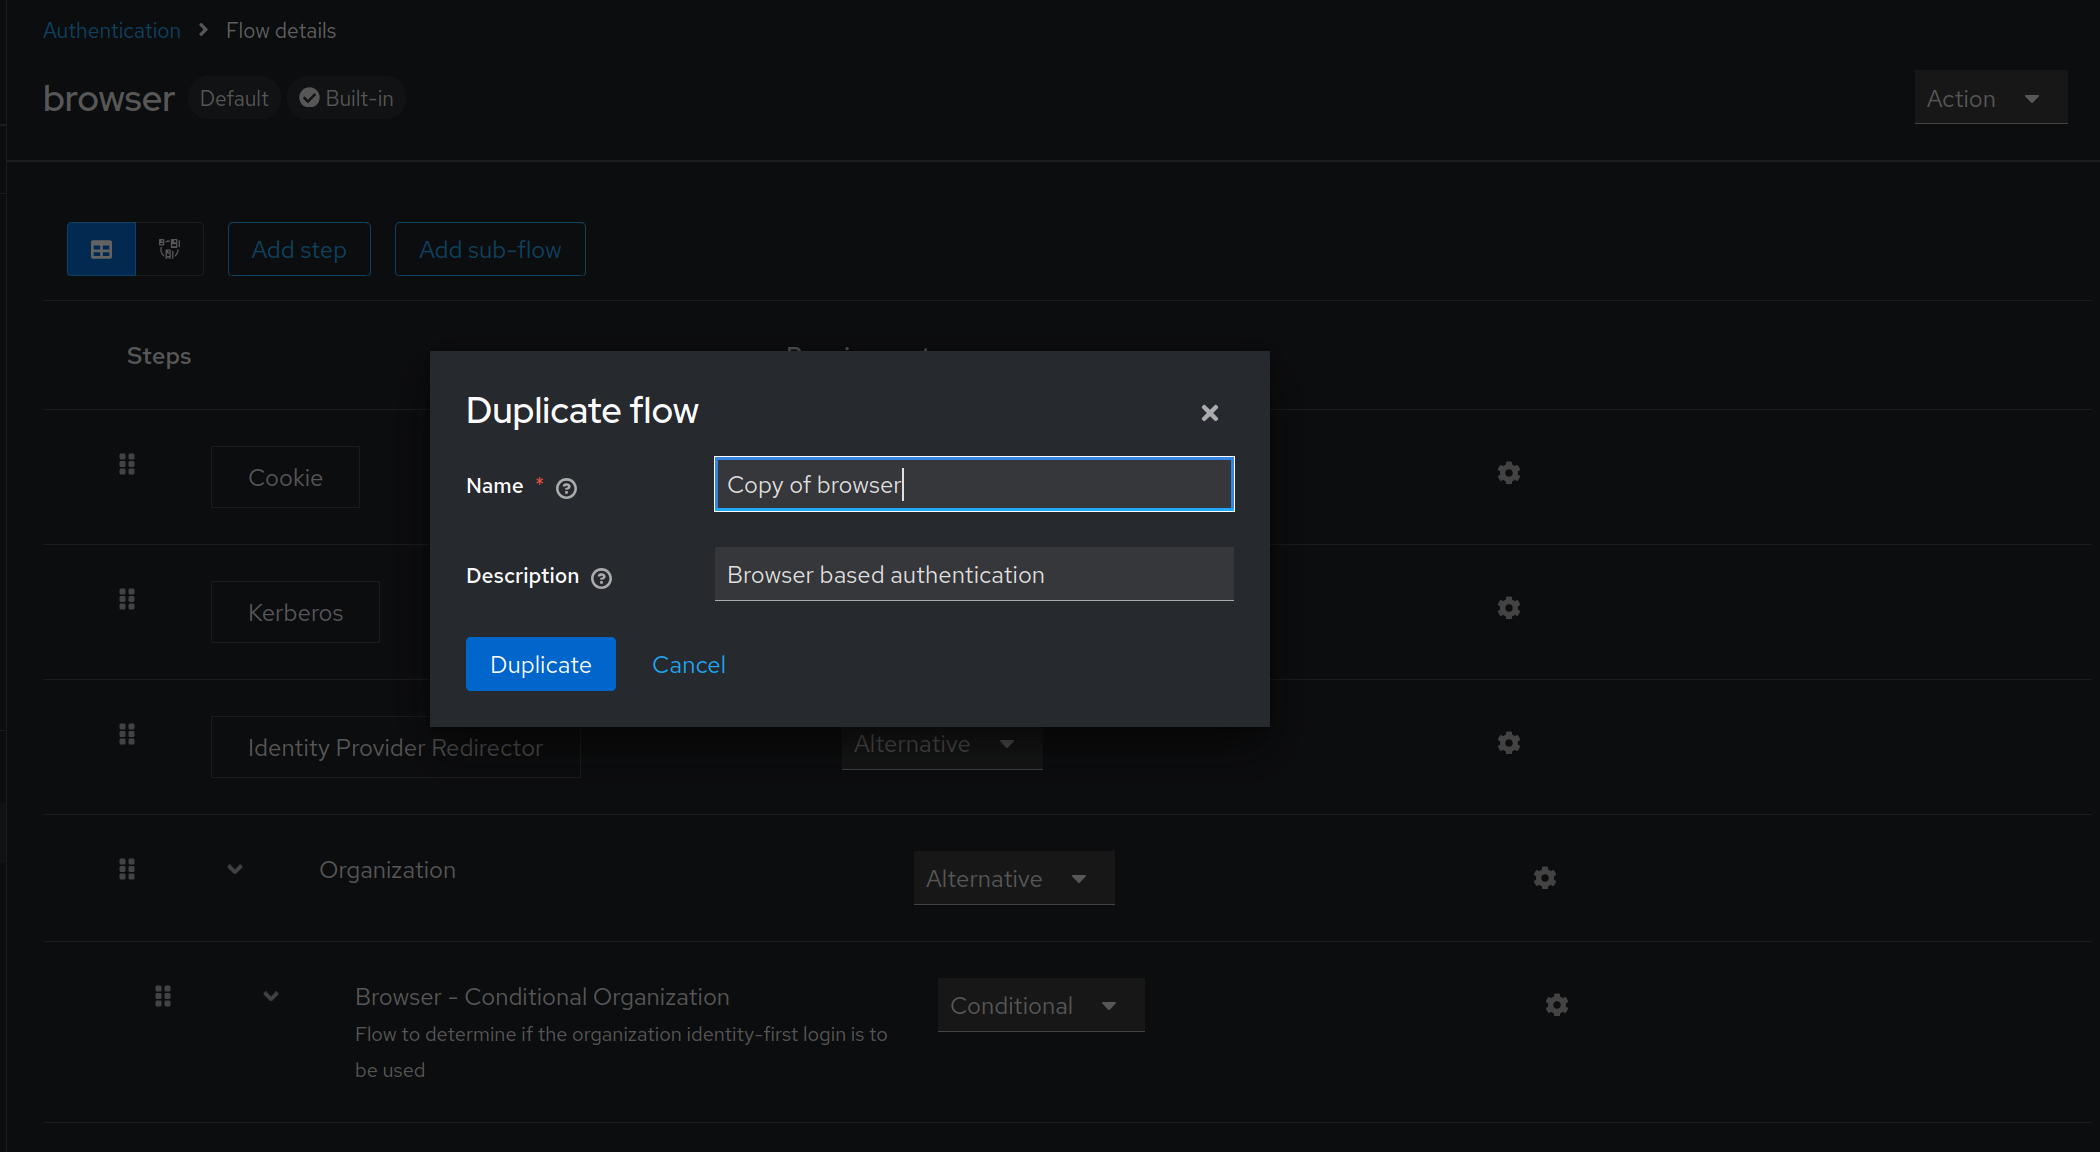 Authentication > Flow details
browser Default Built-in Action
Add step Add sub-flow
Steps
Duplicate flow
Cookie
Name *
Copy of browser
Kerberos
Description
Browser based authentication
Duplicate Cancel
Identity Provider Redirector Alternative
Organization Alternative
Browser - Conditional Organization Conditional
Flow to determine if the organization identity-first login is to
be used